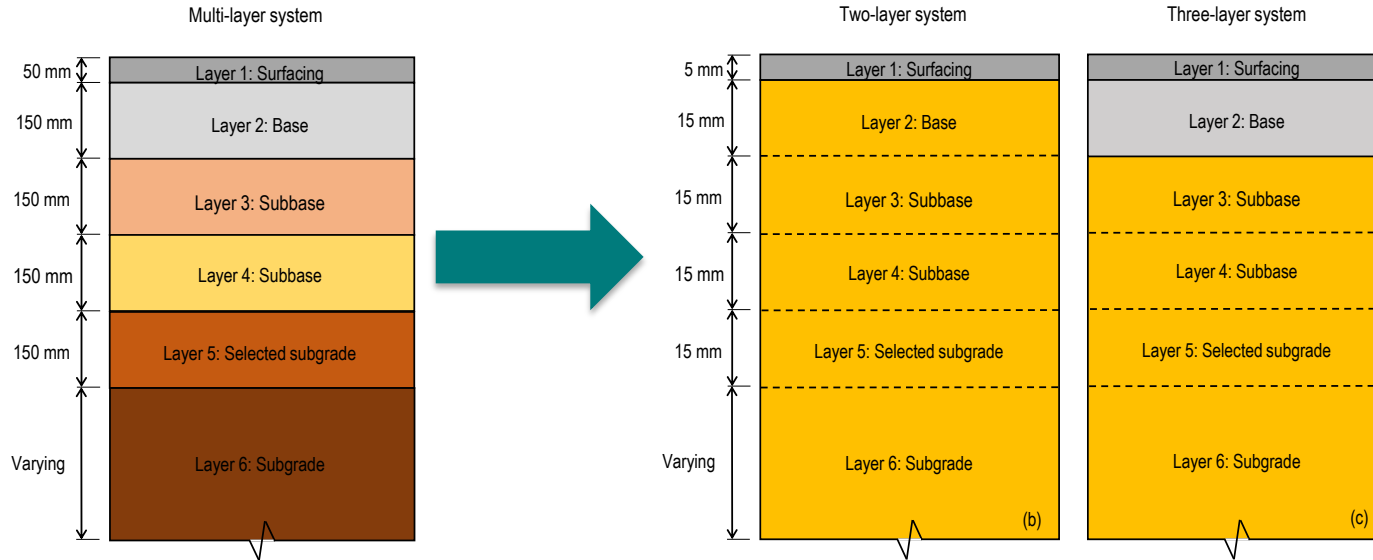 Multi-layer system
50 mm
Layer 1: Surfacing
150 mm
Layer 2: Base
150 mm
Layer 3: Subbase
150 mm
Layer 4: Subbase
150 mm
Layer 5: Selected subgrade
Varying
Layer 6: Subgrade
Two-layer system
5 mm
Layer 1: Surfacing
15 mm
Layer 2: Base
15 mm
Layer 3: Subbase
15 mm
Layer 4: Subbase
15 mm
Layer 5: Selected subgrade
Varying
Layer 6: Subgrade
(b)
Three-layer system
Layer 1: Surfacing
Layer 2: Base
Layer 3: Subbase
Layer 4: Subbase
Layer 5: Selected subgrade
Layer 6: Subgrade
(c)